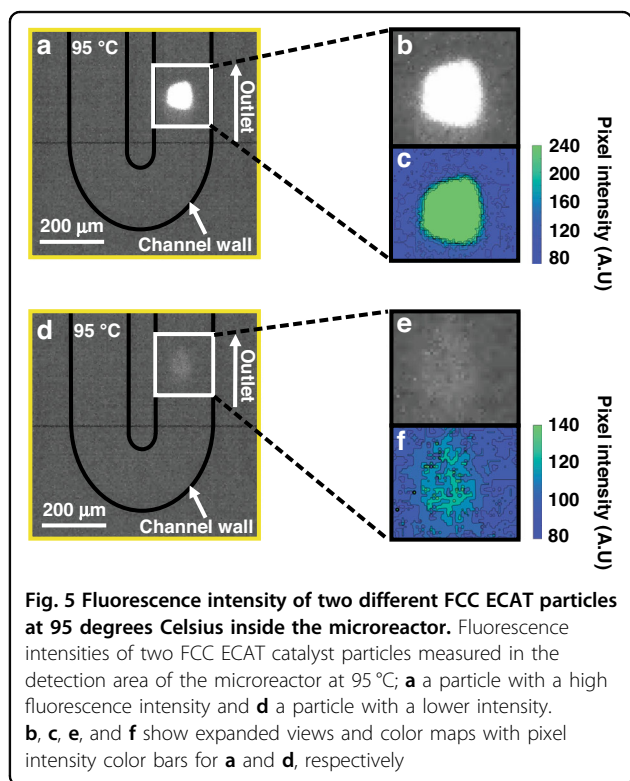 a 95 °C
Outlet
200 μm
Channel wall
b
c
240
200
160
120
80
Pixel intensity (A.U)
d 95 °C
Outlet
200 μm
Channel wall
e
f
140
120
100
80
Pixel intensity (A.U)
Fig. 5 Fluorescence intensity of two different FCC ECAT particles
at 95 degrees Celsius inside the microreactor. Fluorescence
intensities of two FCC ECAT catalyst particles measured in the
detection area of the microreactor at 95 °C; a a particle with a high
fluorescence intensity and d a particle with a lower intensity.
b, c, e, and f show expanded views and color maps with pixel
intensity color bars for a and d, respectively